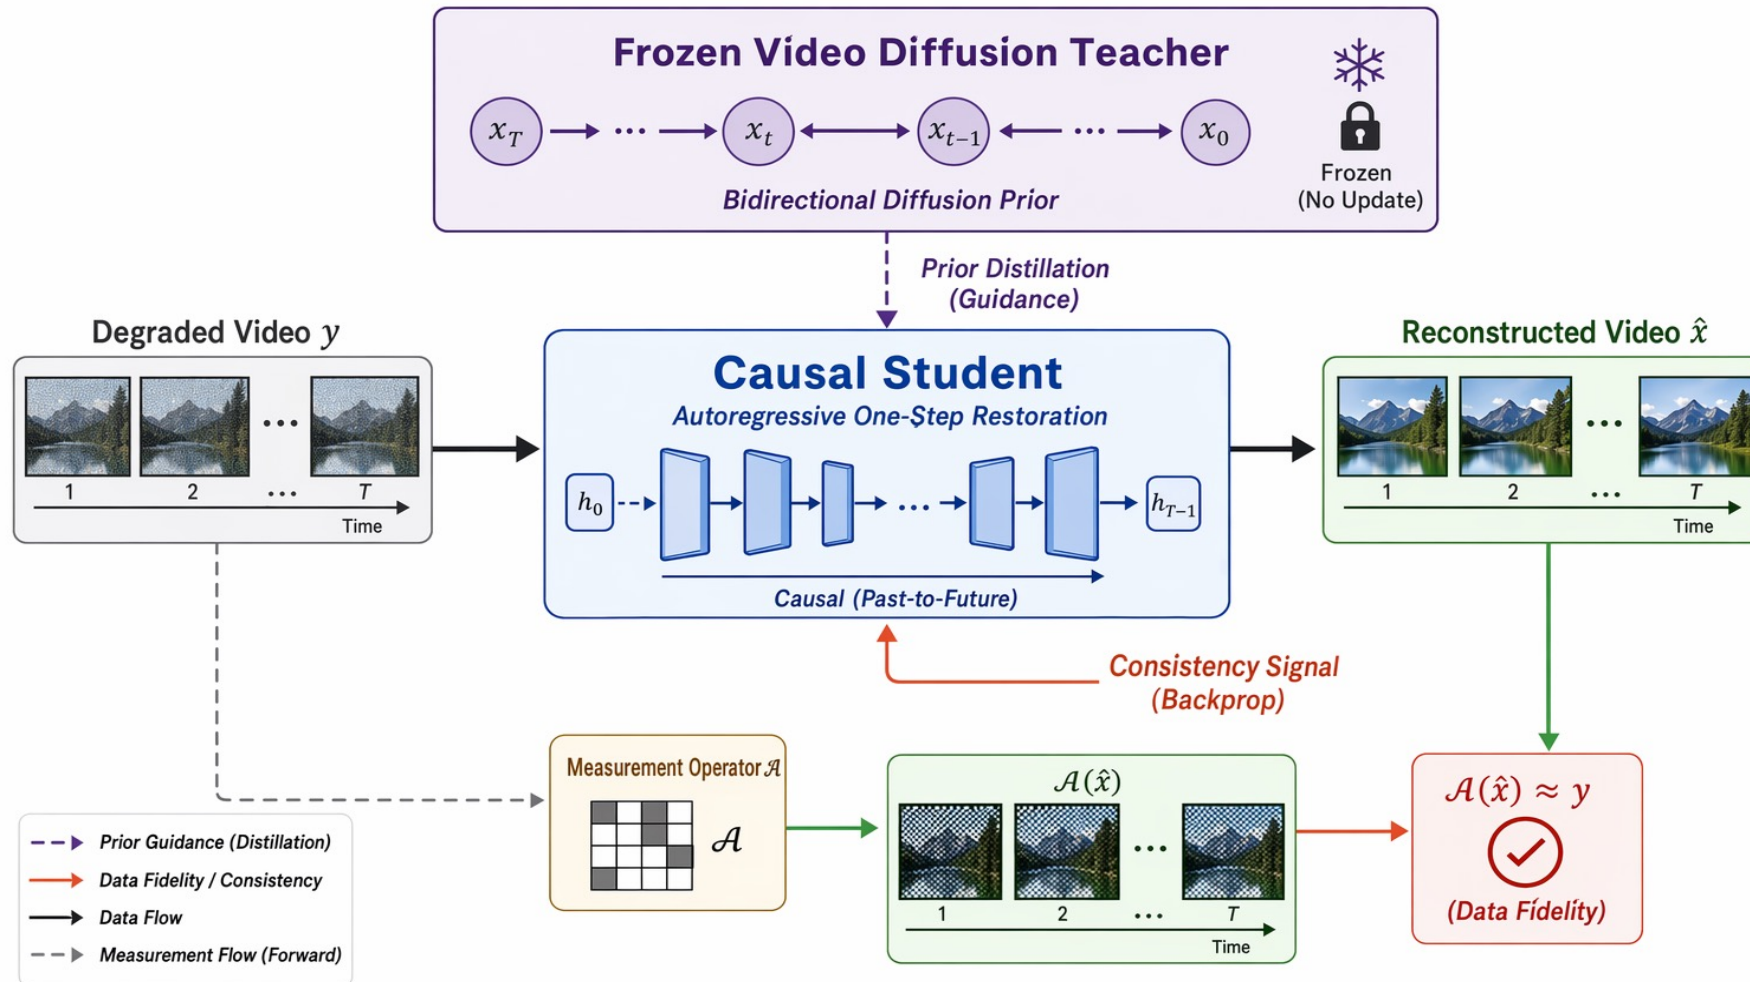 Frozen Video Diffusion Teacher
x_T ... x_t x_{t−1} ... x_0
Bidirectional Diffusion Prior
Frozen
(No Update)
Prior Distillation
(Guidance)
Degraded Video y
1 2 ... T
Time
Causal Student
Autoregressive One-Step Restoration
h_0 ... h_{T−1}
Causal (Past-to-Future)
Reconstructed Video x̂
1 2 ... T
Time
Consistency Signal
(Backprop)
Measurement Operator 𝒜
𝒜
𝒜(x̂)
1 2 ... T
Time
𝒜(x̂) ≈ y
(Data Fidelity)
Prior Guidance (Distillation)
Data Fidelity / Consistency
Data Flow
Measurement Flow (Forward)